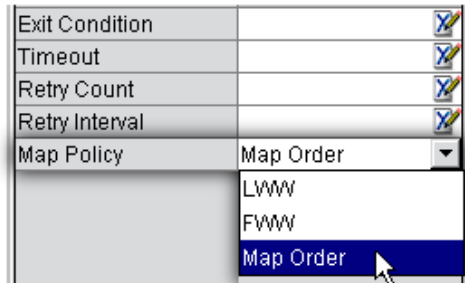 Exit Condition
Timeout
Retry Count
Retry Interval
Map Policy Map Order
LWW
FWW
Map Order